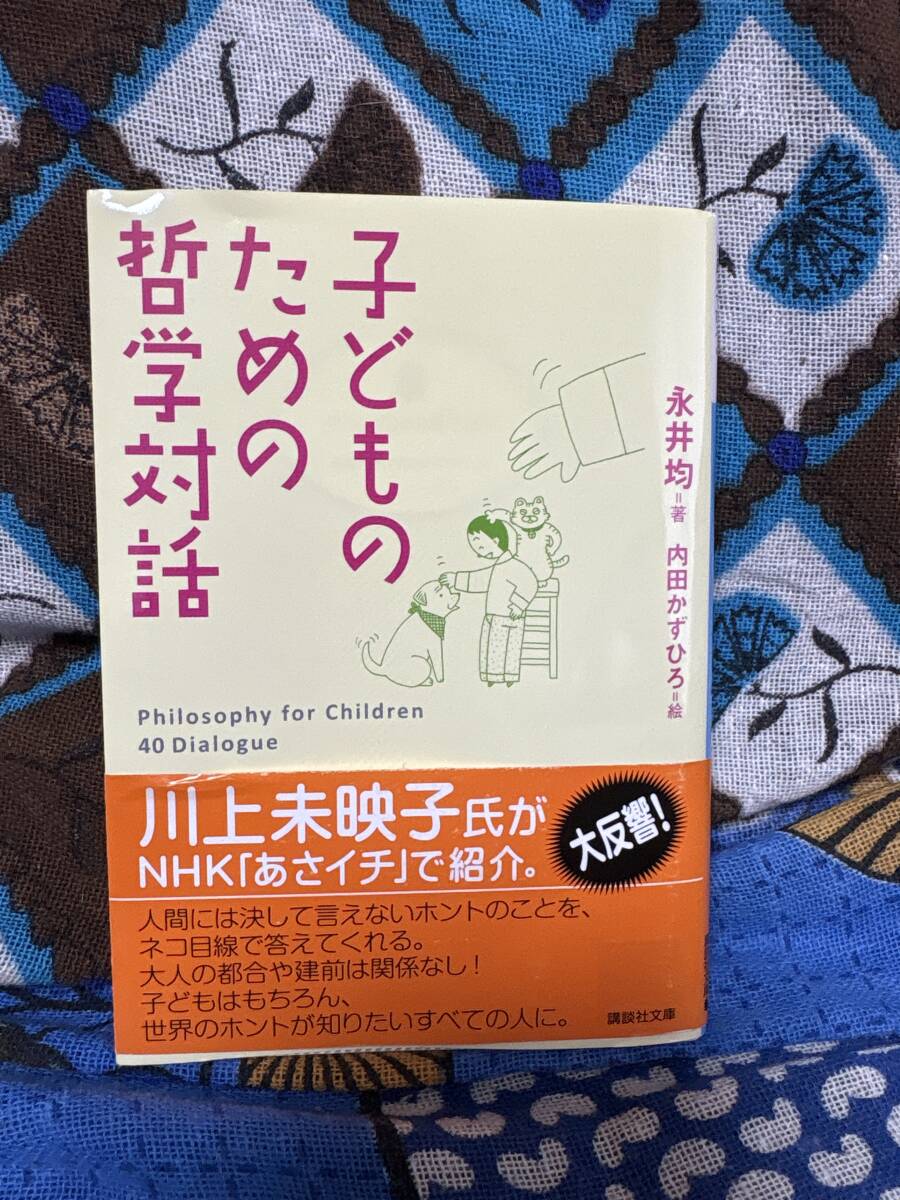 子どもの
ための
哲学対話
永井均=著 内田かずひろ=絵
Philosophy for Children
40 Dialogue
川上未映子氏が
NHK「あさイチ」で紹介。
大反響!
人間には決して言えないホントのことを、
ネコ目線で答えてくれる。
大人の都合や建前は関係なし!
子どもはもちろん、
世界のホントが知りたいすべての人に。
講談社文庫